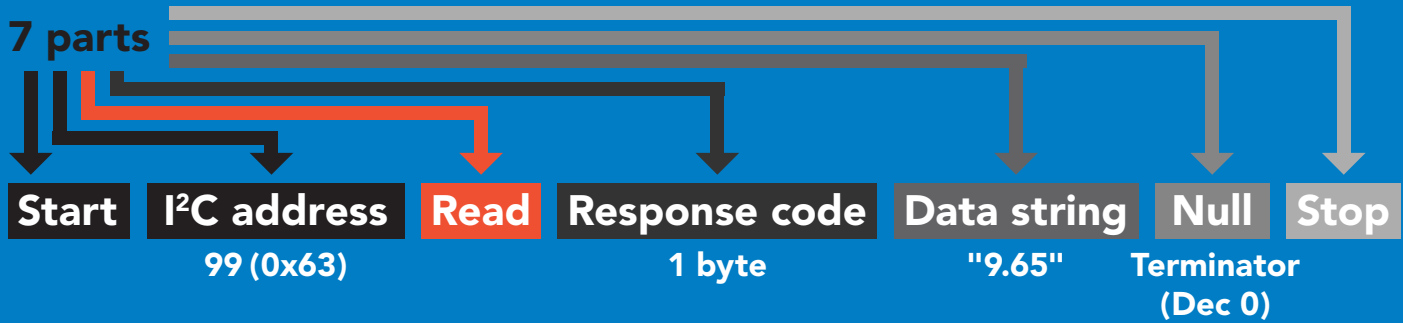 7 parts
Start I²C address Read Response code Data string Null Stop
99 (0x63) 1 byte "9.65" Terminator
(Dec 0)